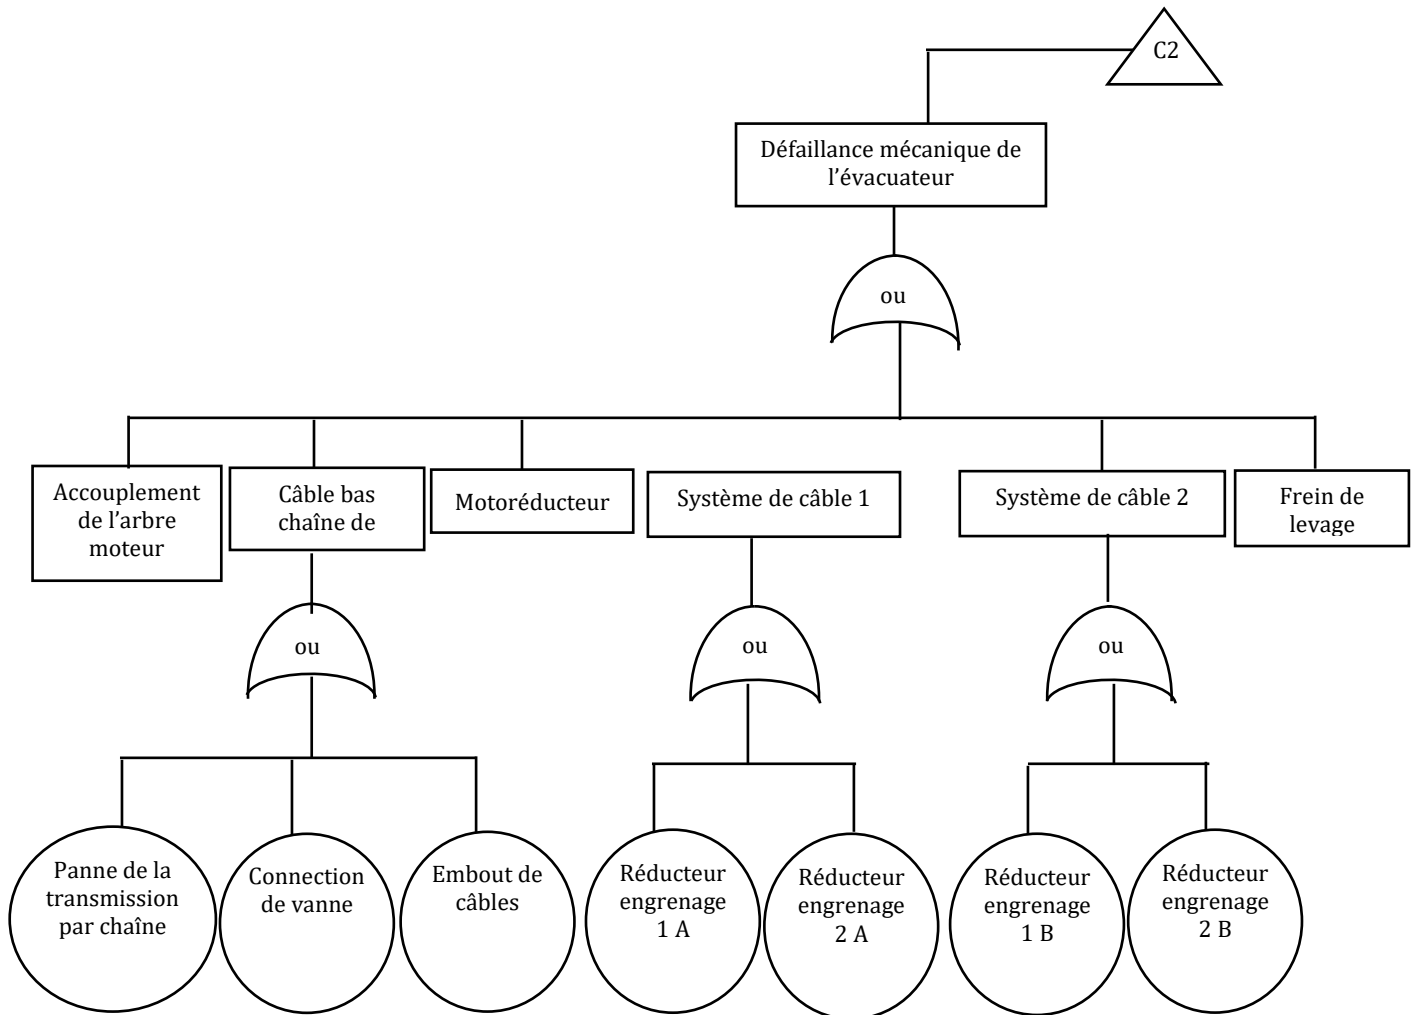 C2
Défaillance mécanique de
l’évacuateur
ou
Accouplement
de l’arbre
moteur
Câble bas
chaîne de
Motoréducteur
Système de câble 1
Système de câble 2
Frein de
levage
ou
ou
ou
Panne de la
transmission
par chaîne
Connection
de vanne
Embout de
câbles
Réducteur
engrenage
1 A
Réducteur
engrenage
2 A
Réducteur
engrenage
1 B
Réducteur
engrenage
2 B